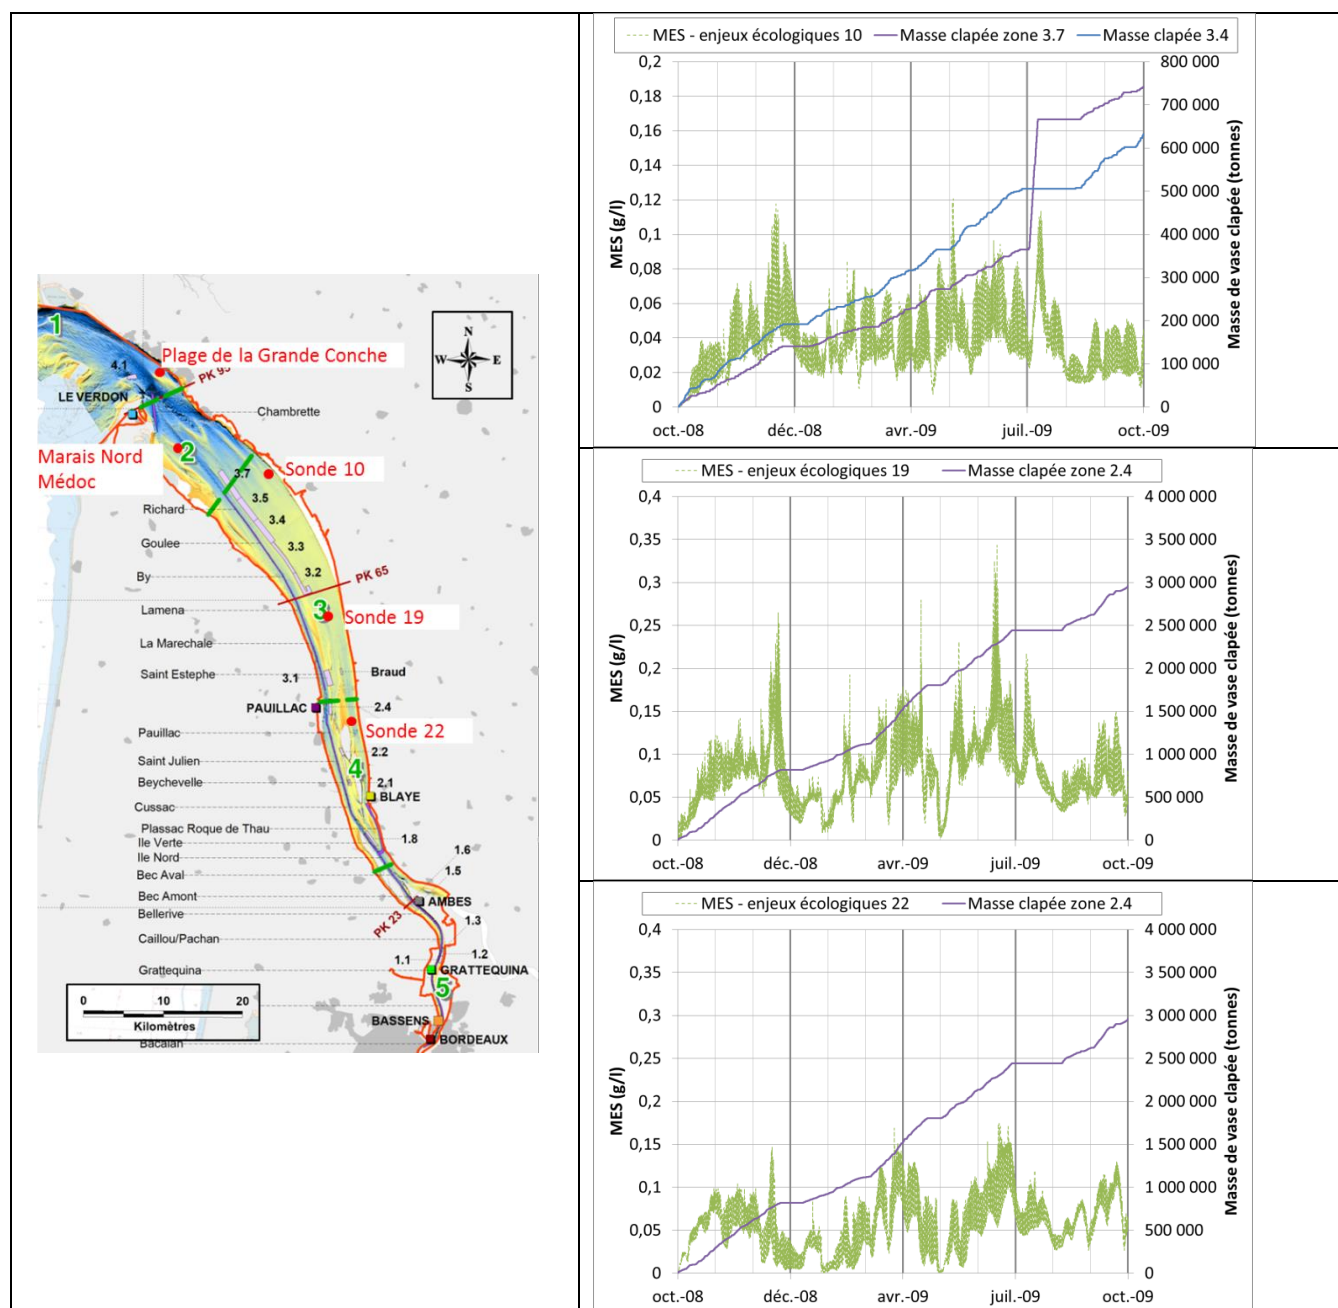 1
4.1
Plage de la Grande Conche
PK 95
LE VERDON
Chambrette
N
W
E
S
2
Marais Nord
Médoc
3.7
Sonde 10
Richard
3.5
3.4
Goulee
3.3
By
3.2
PK 65
Lamena
3
Sonde 19
La Marechale
Saint Estephe
3.1
Braud
PAUILLAC
2.4
Pauillac
Sonde 22
Saint Julien
2.2
4
Beychevelle
2.1
BLAYE
Cussac
Plassac Roque de Thau
Ile Verte
1.8
Ile Nord
1.6
Bec Aval
1.5
Bec Amont
AMBES
Bellerive
PK 23
1.3
Caillou/Pachan
1.1
1.2
Grattequina
GRATTEQUINA
5
0 10 20
Kilomètres
BASSENS
BORDEAUX
Bacalan
MES - enjeux écologiques 10 Masse clapée zone 3.7 Masse clapée 3.4
0,2 800 000
0,18 700 000
0,16 600 000
0,14 500 000
0,12 400 000
0,1 300 000
0,08 200 000
0,06 100 000
0,04 0
0,02
0
MES (g/l)
Masse de vase clapée (tonnes)
oct.-08 déc.-08 avr.-09 juil.-09 oct.-09
MES - enjeux écologiques 19 Masse clapée zone 2.4
0,4 4 000 000
0,35 3 500 000
0,3 3 000 000
0,25 2 500 000
0,2 2 000 000
0,15 1 500 000
0,1 1 000 000
0,05 500 000
0 0
MES (g/l)
Masse de vase clapée (tonnes)
oct.-08 déc.-08 avr.-09 juil.-09 oct.-09
MES - enjeux écologiques 22 Masse clapée zone 2.4
0,4 4 000 000
0,35 3 500 000
0,3 3 000 000
0,25 2 500 000
0,2 2 000 000
0,15 1 500 000
0,1 1 000 000
0,05 500 000
0 0
MES (g/l)
Masse de vase clapée (tonnes)
oct.-08 déc.-08 avr.-09 juil.-09 oct.-09